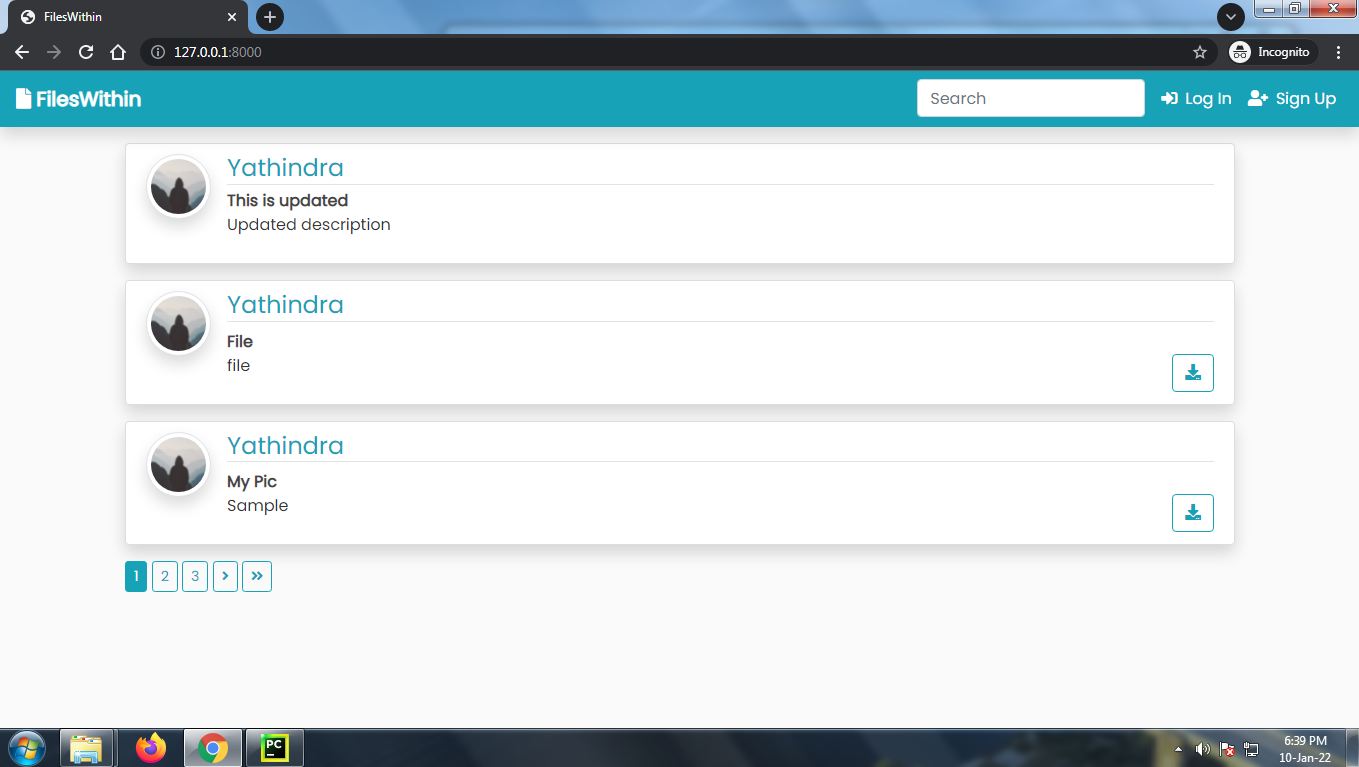 FilesWithin
127.0.0.1:8000
Incognito
FilesWithin
Search
Log In
Sign Up
Yathindra
This is updated
Updated description
Yathindra
File
file
Yathindra
My Pic
Sample
1 2 3
PC
6:39 PM
10-Jan-22